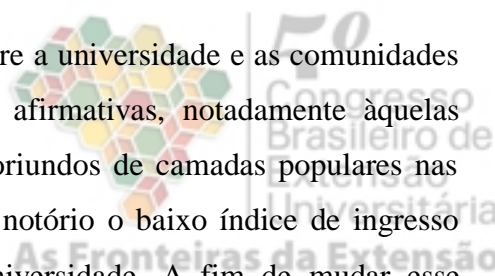 re a universidade e as comunidades
afirmativas, notadamente àquelas
oriundos de camadas populares nas
notório o baixo índice de ingresso
niversidade. A fim de mudar esse
5º
Congresso
Brasileiro de
Extensão
Universitária
As Fronteiras da Extensão